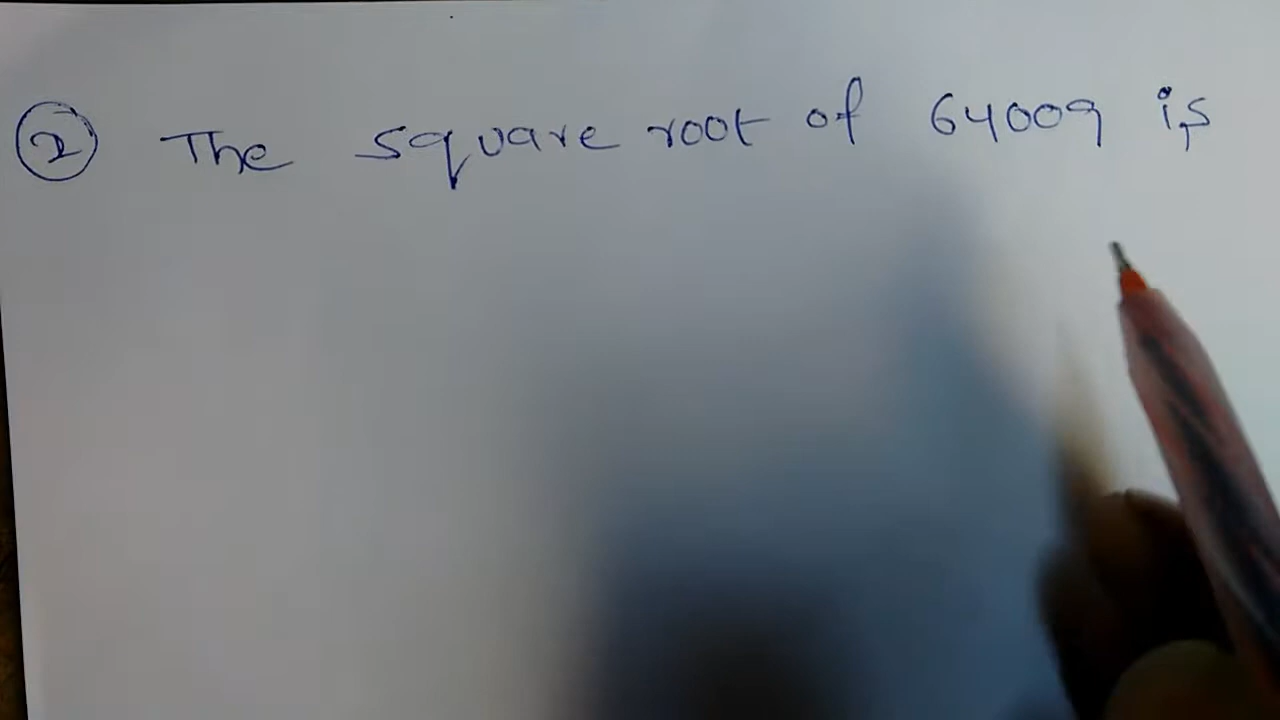 ② The square root of 64009 is